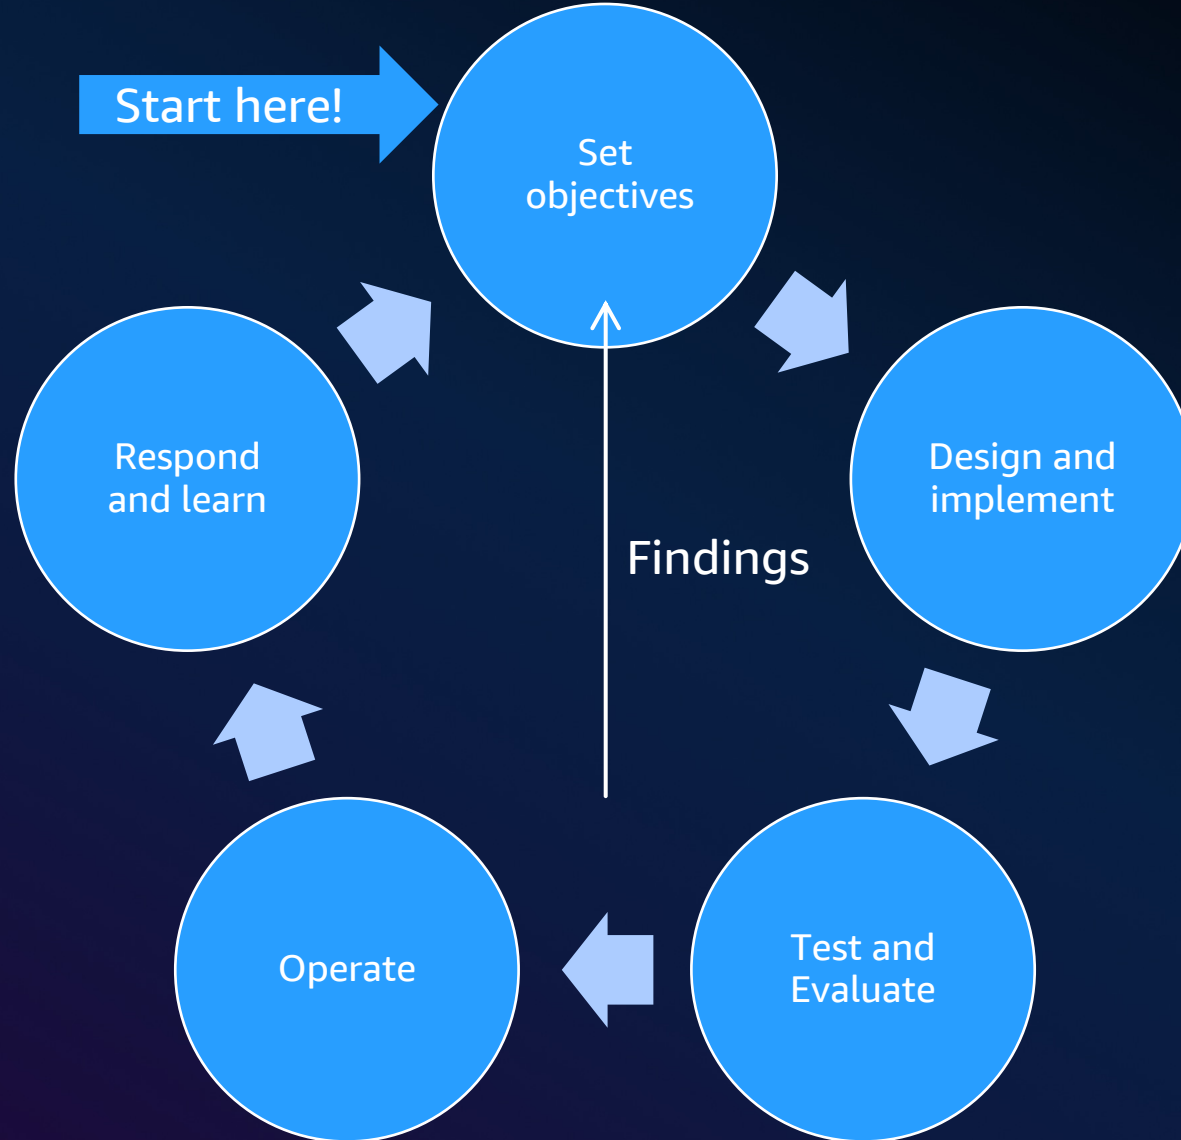 Start here!
Set
objectives
Design and
implement
Test and
Evaluate
Operate
Respond
and learn
Findings